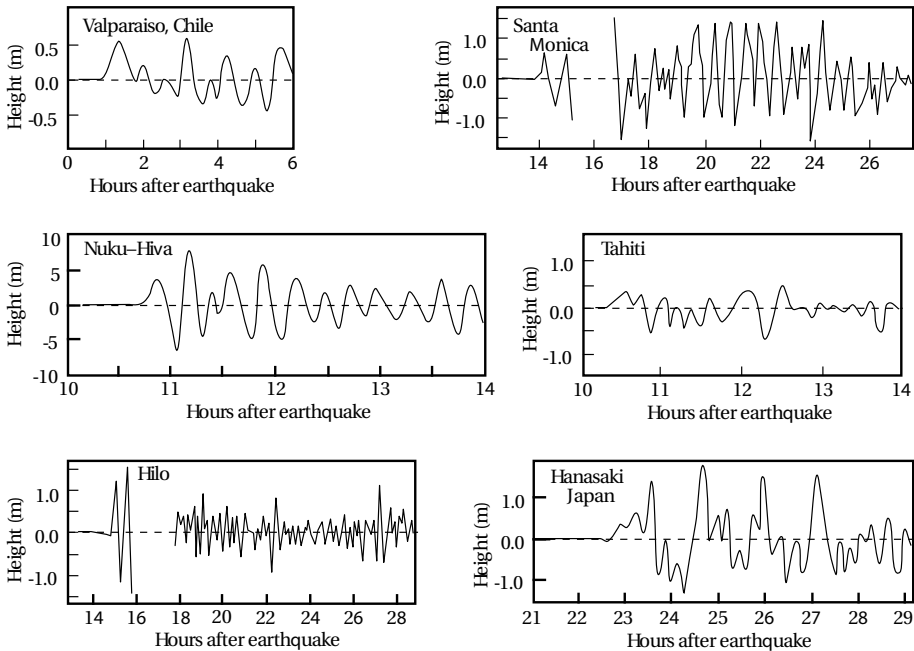 Valparaiso, Chile
Height (m)
0.5
0.0
-0.5
0 2 4 6
Hours after earthquake
Santa
Monica
Height (m)
1.0
0.0
-1.0
14 16 18 20 22 24 26
Hours after earthquake
Nuku–Hiva
Height (m)
10
5
0
-5
-10
10 11 12 13 14
Hours after earthquake
Tahiti
Height (m)
1.0
0.0
-1.0
10 11 12 13 14
Hours after earthquake
Hilo
Height (m)
1.0
0.0
-1.0
14 16 18 20 22 24 26 28
Hours after earthquake
Hanasaki
Japan
Height (m)
1.0
0.0
-1.0
21 22 23 24 25 26 27 28 29
Hours after earthquake